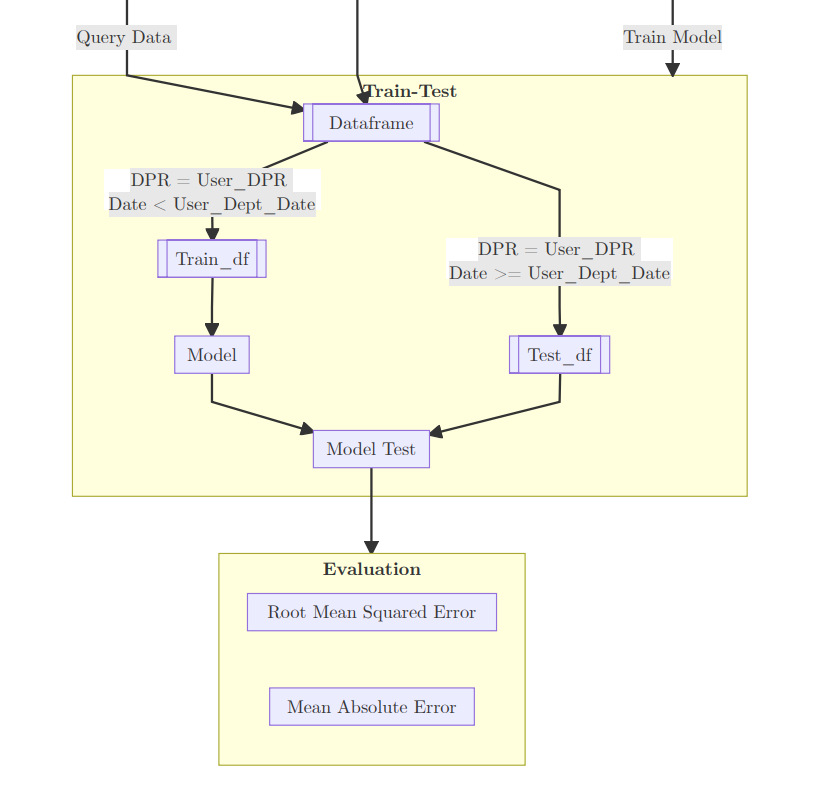 Query Data
Train Model
Train-Test
Dataframe
DPR = User_DPR
Date < User_Dept_Date
DPR = User_DPR
Date >= User_Dept_Date
Train_df
Model
Test_df
Model Test
Evaluation
Root Mean Squared Error
Mean Absolute Error